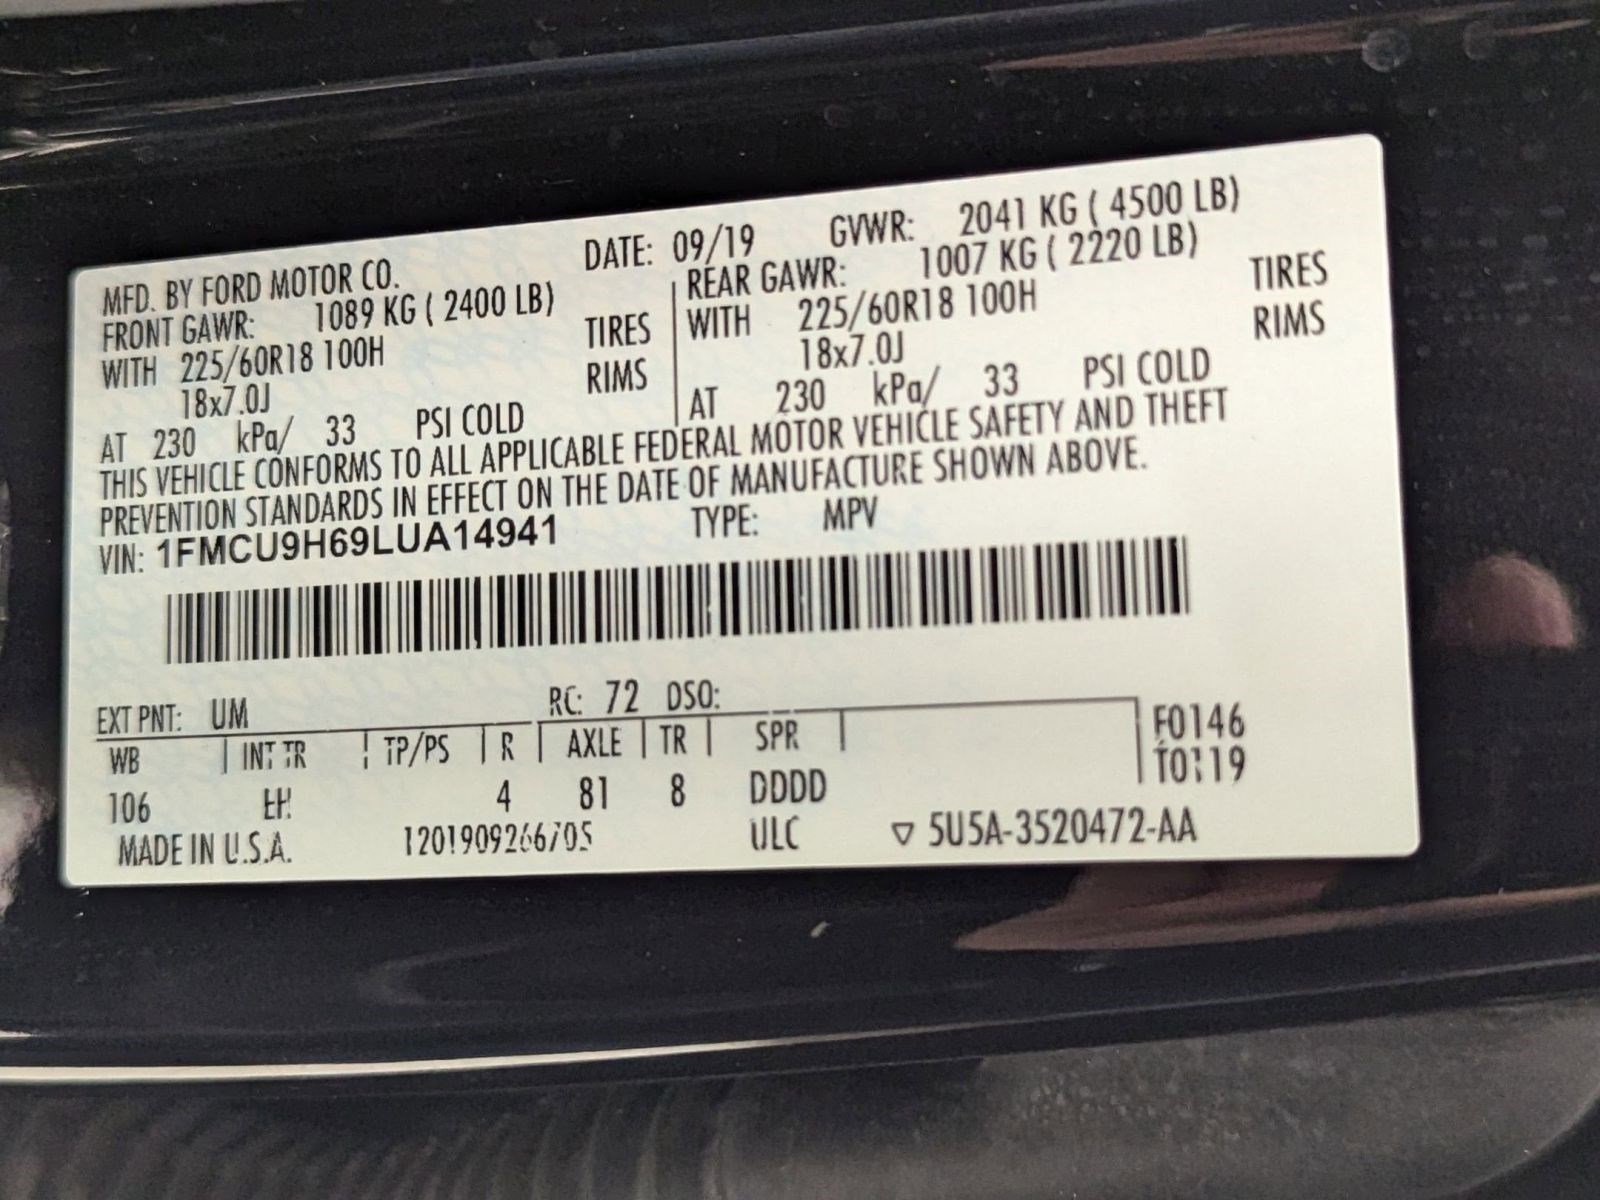 MFD. BY FORD MOTOR CO. DATE: 09/19 GVWR: 2041 KG ( 4500 LB)
FRONT GAWR: 1089 KG ( 2400 LB) REAR GAWR: 1007 KG ( 2220 LB)
WITH 225/60R18 100H TIRES WITH 225/60R18 100H TIRES
18x7.0J RIMS 18x7.0J RIMS
AT 230 kPa/ 33 PSI COLD AT 230 kPa/ 33 PSI COLD
THIS VEHICLE CONFORMS TO ALL APPLICABLE FEDERAL MOTOR VEHICLE SAFETY AND THEFT
PREVENTION STANDARDS IN EFFECT ON THE DATE OF MANUFACTURE SHOWN ABOVE.
VIN: 1FMCU9H69LUA14941 TYPE: MPV
EXT PNT: UM RC: 72 DSO:
WB INT TR TP/PS R AXLE TR SPR F0146
106 4 81 8 DDDD T0119
MADE IN U.S.A. ULC ▽ 5U5A-3520472-AA